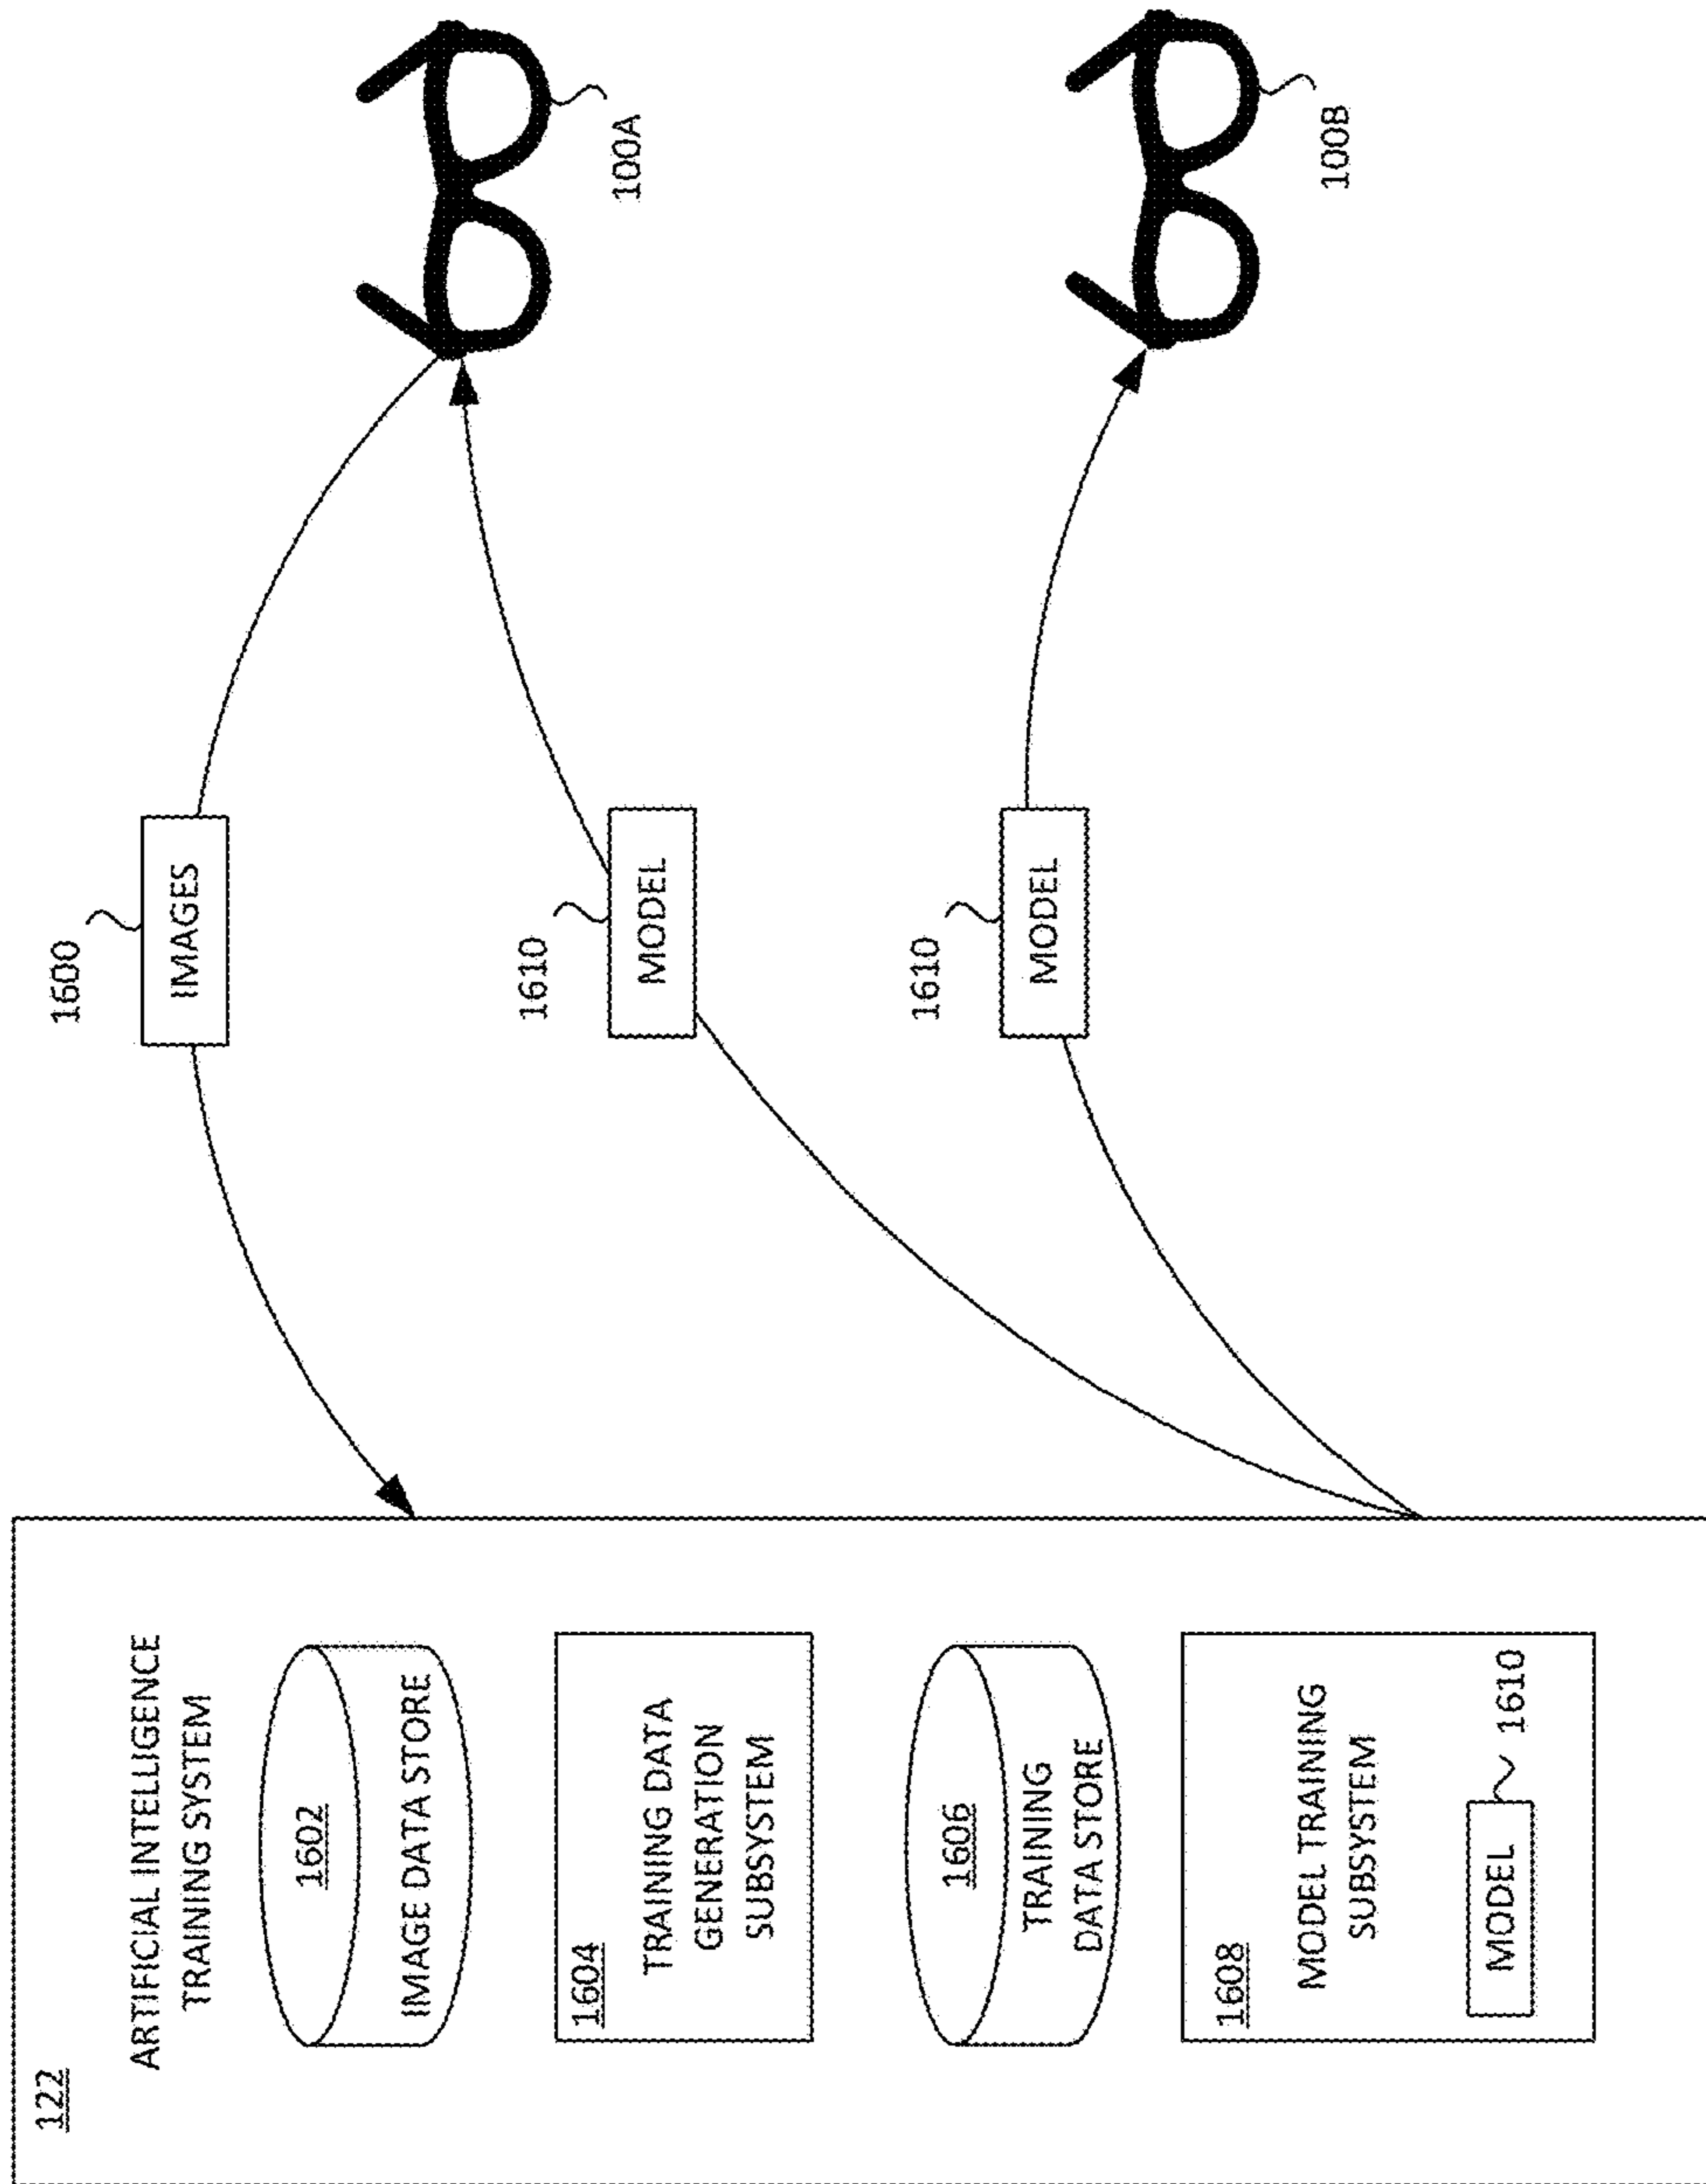 122
ARTIFICIAL INTELLIGENCE
TRAINING SYSTEM
1602
IMAGE DATA STORE
1604
TRAINING DATA
GENERATION
SUBSYSTEM
1606
TRAINING
DATA STORE
1608
MODEL TRAINING
SUBSYSTEM
MODEL
1610
1600
IMAGES
1610
MODEL
1610
MODEL
100A
100B